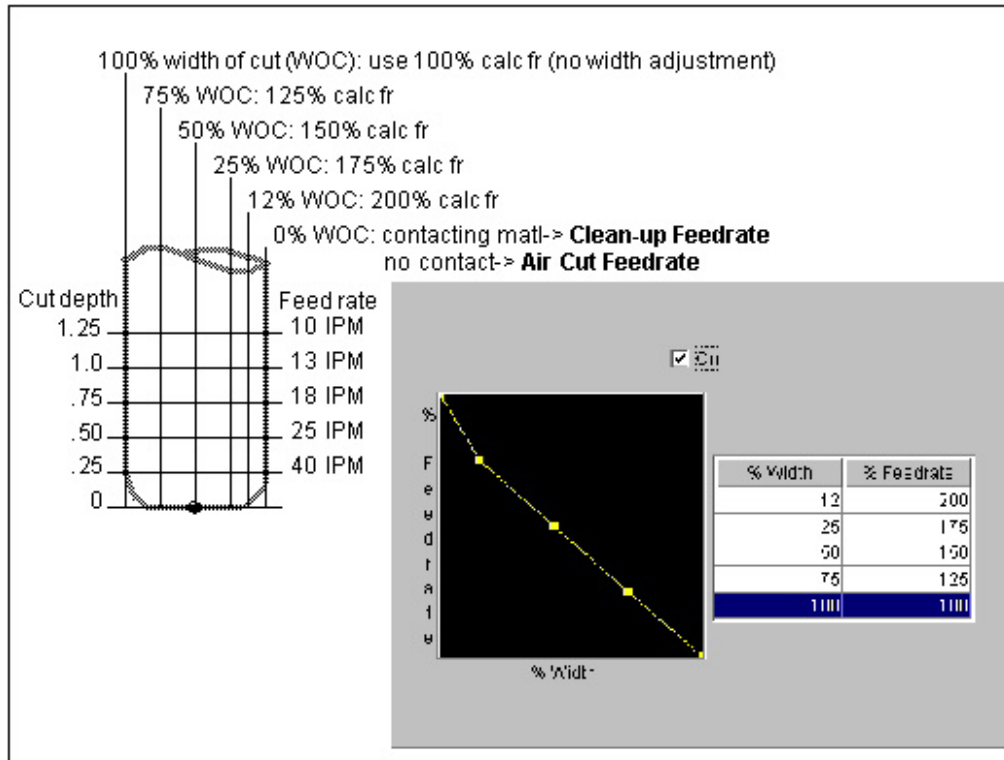 100% width of cut (WOC): use 100% calc fr (no width adjustment)
75% WOC: 125% calc fr
50% WOC: 150% calc fr
25% WOC: 175% calc fr
12% WOC: 200% calc fr
0% WOC: contacting matl-> Clean-up Feedrate
no contact-> Air Cut Feedrate
Cut depth Feed rate
1.25 10 IPM
1.0 13 IPM
.75 18 IPM
.50 25 IPM
.25 40 IPM
0
On
% Feedrate
% Width
% Width % Feedrate
12 200
25 175
50 150
75 125
100 100